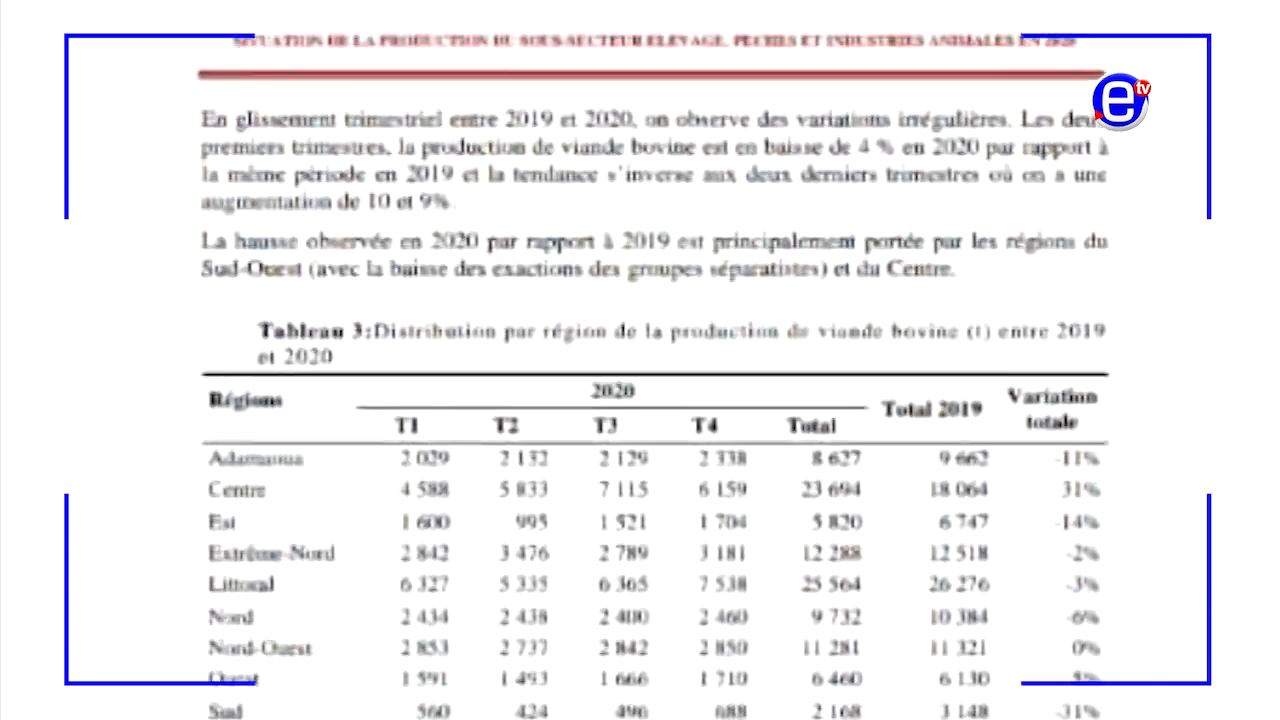 SITUATION DE LA PRODUCTION DU SOUS-SECTEUR ELEVAGE, PECHES ET INDUSTRIES ANIMALES EN 2020
e tv
En glissement trimestriel entre 2019 et 2020, on observe des variations irrégulières. Les deux
premiers trimestres, la production de viande bovine est en baisse de 4 % en 2020 par rapport à
la même période en 2019 et la tendance s'inverse aux deux derniers trimestres où on a une
augmentation de 10 et 9%.
La hausse observée en 2020 par rapport à 2019 est principalement portée par les régions du
Sud-Ouest (avec la baisse des exactions des groupes séparatistes) et du Centre.
Tableau 3:Distribution par région de la production de viande bovine (t) entre 2019
et 2020
Régions 2020 Total 2019 Variation totale
T1 T2 T3 T4 Total
Adamaoua 2 029 2 132 2 129 2 338 8 627 9 662 -11%
Centre 4 588 5 833 7 115 6 159 23 694 18 064 31%
Est 1 600 995 1 521 1 704 5 820 6 747 -14%
Extrême-Nord 2 842 3 476 2 789 3 181 12 288 12 518 -2%
Littoral 6 327 5 335 6 365 7 538 25 564 26 276 -3%
Nord 2 434 2 438 2 400 2 460 9 732 10 384 -6%
Nord-Ouest 2 853 2 737 2 842 2 850 11 281 11 321 0%
Ouest 1 591 1 493 1 666 1 710 6 460 6 130 5%
Sud 560 424 496 688 2 168 3 148 -31%